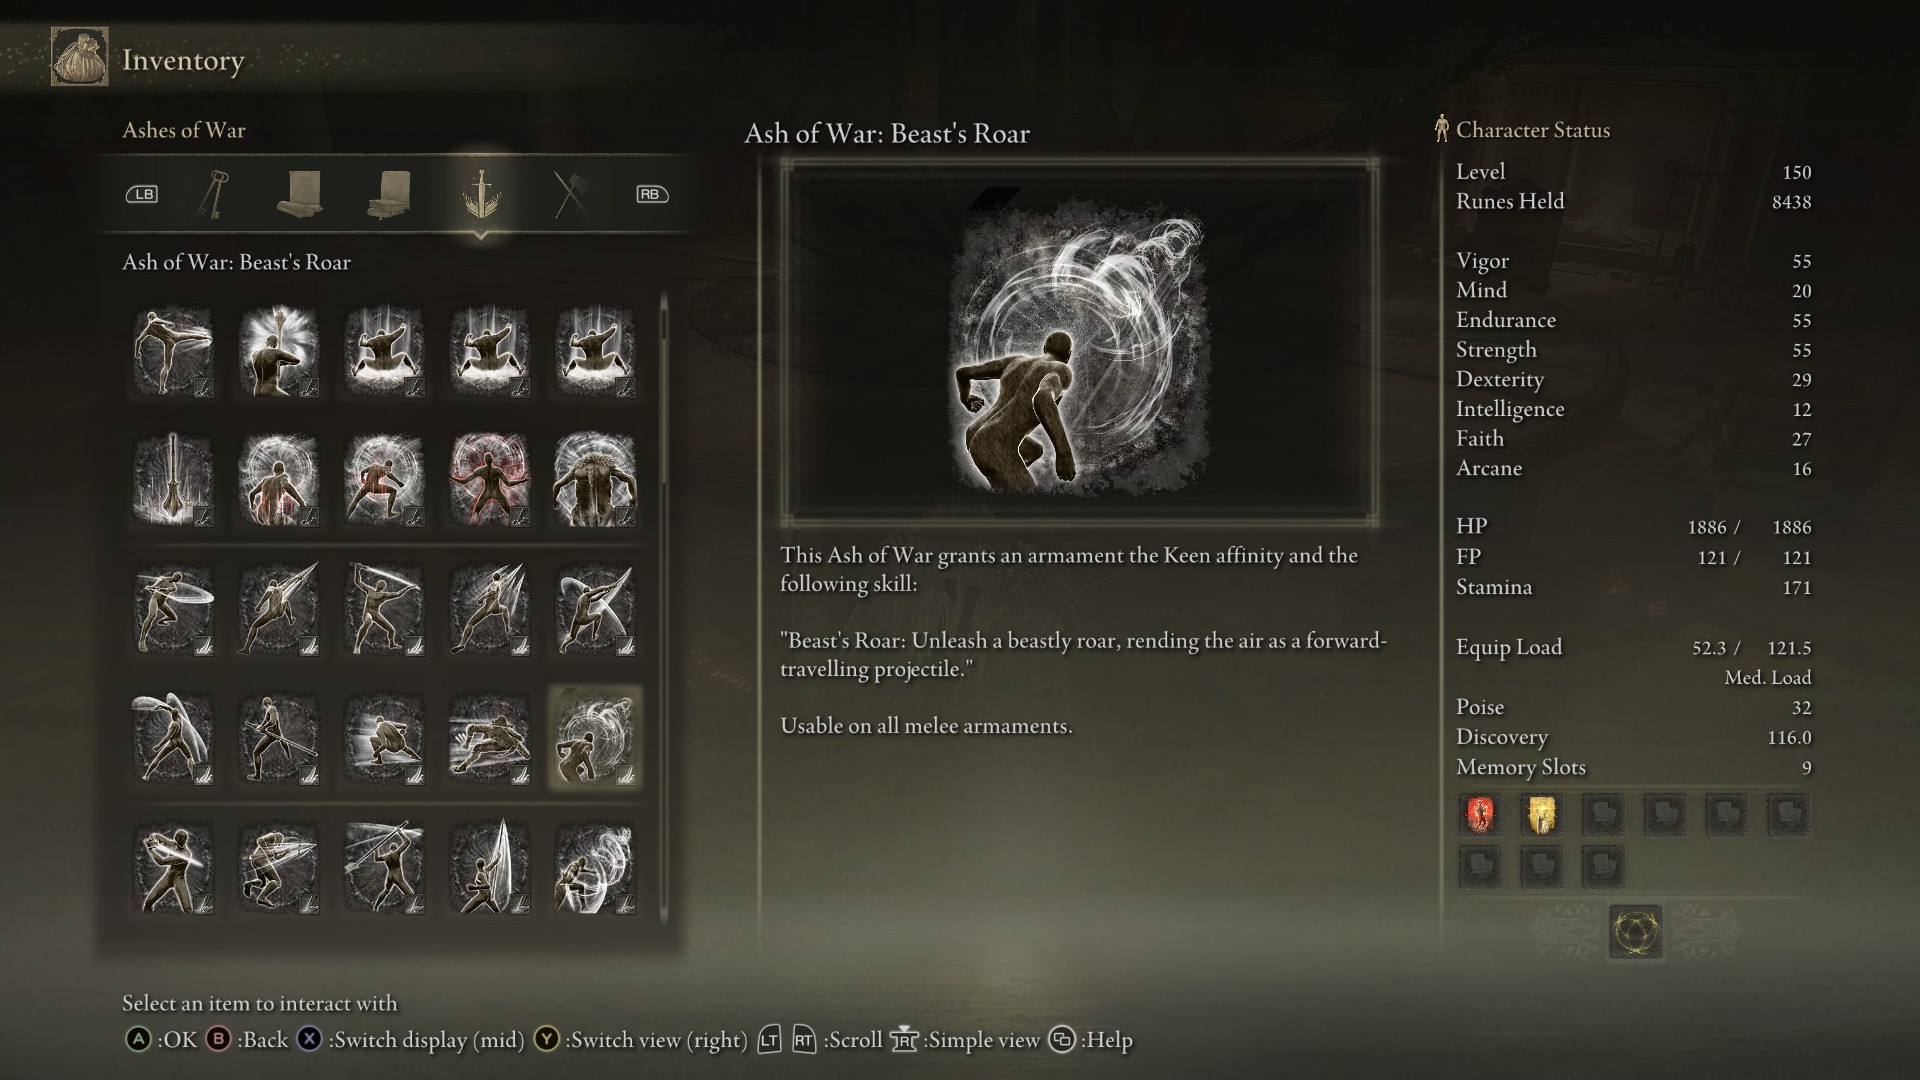 Inventory
Ashes of War
LB
RB
Ash of War: Beast's Roar
Ash of War: Beast's Roar
This Ash of War grants an armament the Keen affinity and the
following skill:
"Beast's Roar: Unleash a beastly roar, rending the air as a forward-
travelling projectile."
Usable on all melee armaments.
Character Status
Level 150
Runes Held 8438
Vigor 55
Mind 20
Endurance 55
Strength 55
Dexterity 29
Intelligence 12
Faith 27
Arcane 16
HP 1886 / 1886
FP 121 / 121
Stamina 171
Equip Load 52.3 / 121.5
Med. Load
Poise 32
Discovery 116.0
Memory Slots 9
Select an item to interact with
A :OK B :Back X :Switch display (mid) Y :Switch view (right) LT RT :Scroll R :Simple view :Help